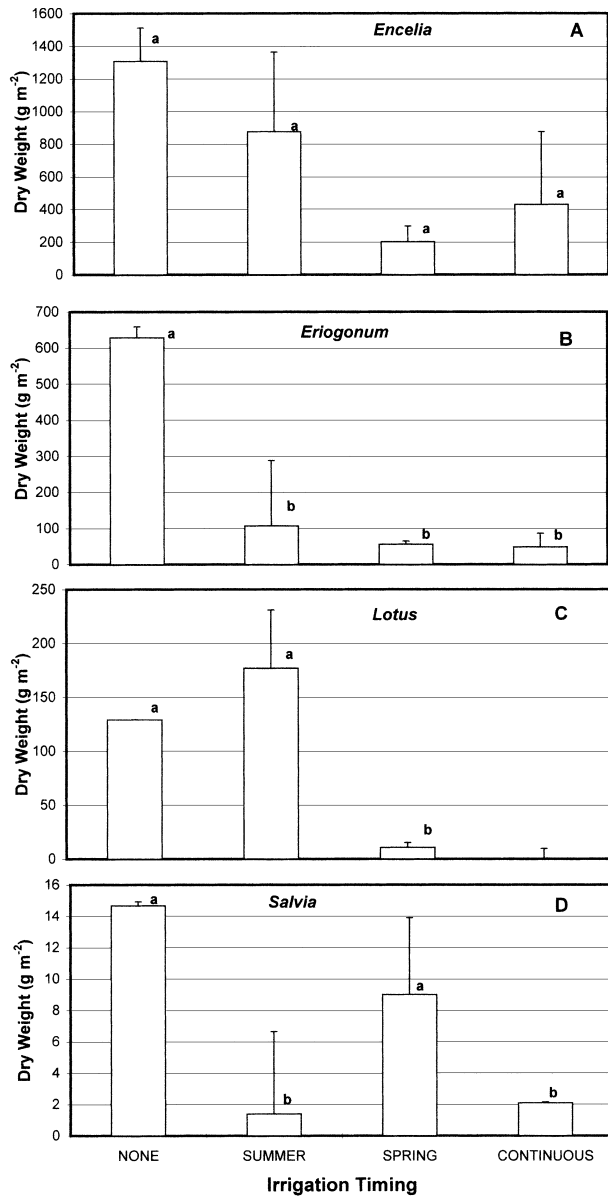 Encelia
A
1600
a
1400
1200
1000
a
800
600
a
400
a
200
0
Dry Weight (g m-2)
700
Eriogonum
B
a
600
500
400
300
200
b
b
b
100
0
Dry Weight (g m-2)
250
Lotus
C
200
a
150
a
100
50
b
0
Dry Weight (g m-2)
16
Salvia
D
a
14
12
10
a
8
6
4
b
b
2
0
Dry Weight (g m-2)
NONE SUMMER SPRING CONTINUOUS
Irrigation Timing